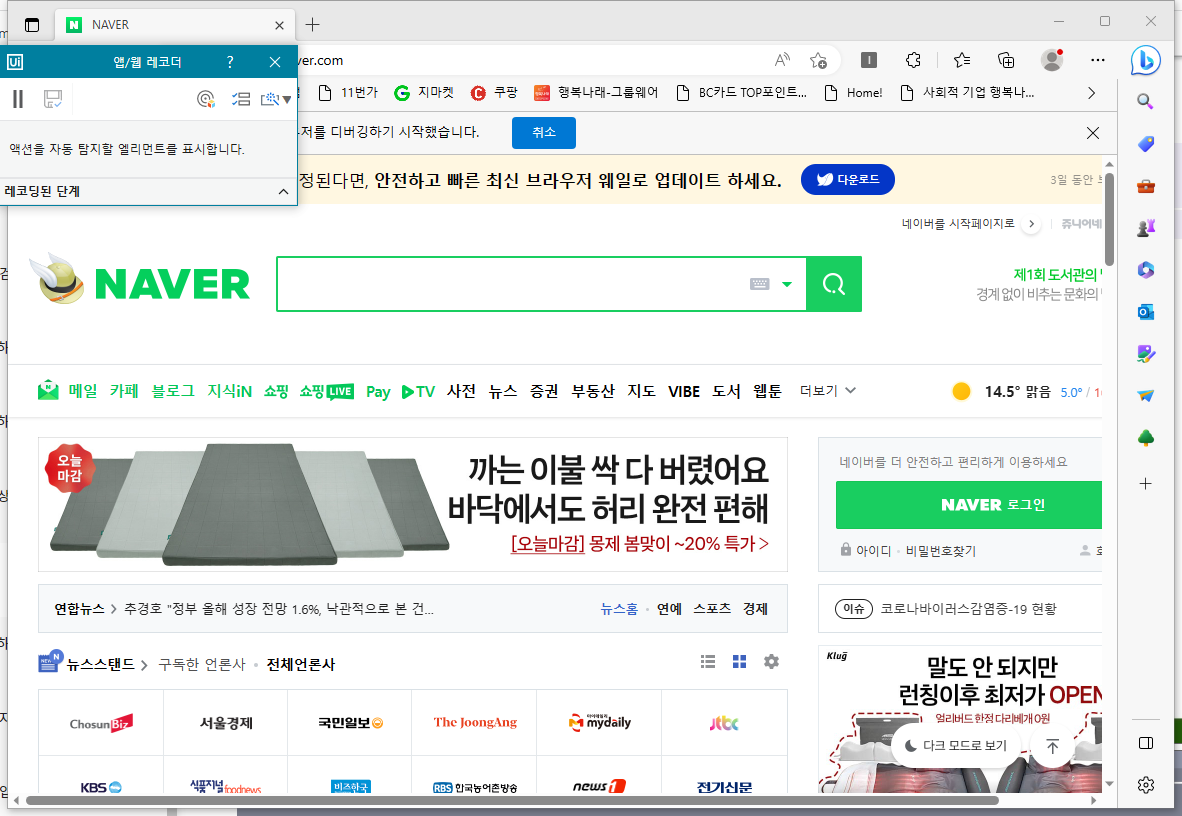 NAVER
Ui 앱/웹 레코더 ?
ver.com
액션을 자동 탐지할 엘리먼트를 표시합니다.
레코딩된 단계
11번가 지마켓 쿠팡 행복나래-그룹웨어 BC카드 TOP포인트... Home! 사회적 기업 행복나...
저를 디버깅하기 시작했습니다. 취소
정된다면, 안전하고 빠른 최신 브라우저 웨일로 업데이트 하세요. 다운로드 3일 동안
네이버를 시작페이지로 쥬니어네
NAVER
제1회 도서관의
경계 없이 비추는 문화의
메일 카페 블로그 지식iN 쇼핑 쇼핑LIVE Pay TV 사전 뉴스 증권 부동산 지도 VIBE 도서 웹툰 더보기 14.5° 맑음 5.0° /
오늘
마감
까는 이불 싹 다 버렸어요
바닥에서도 허리 완전 편해
[오늘마감] 몽제 봄맞이 ~20% 특가 >
네이버를 더 안전하고 편리하게 이용하세요
NAVER 로그인
아이디 · 비밀번호찾기
연합뉴스 > 추경호 "정부 올해 성장 전망 1.6%, 낙관적으로 본 건... 뉴스홈 · 연예 스포츠 경제
이슈 코로나바이러스감염증-19 현황
뉴스스탠드 > 구독한 언론사 · 전체언론사
ChosunBiz 서울경제 국민일보 The JoongAng 마이데일리 mydaily jtbc
KBS 식품저널 foodnews 비즈한국 RBS 한국농어촌방송 news1 전기신문
Klug
말도 안 되지만
런칭이후 최저가 OPEN
얼리버드 한정 다리베개 0원
다크 모드로 보기